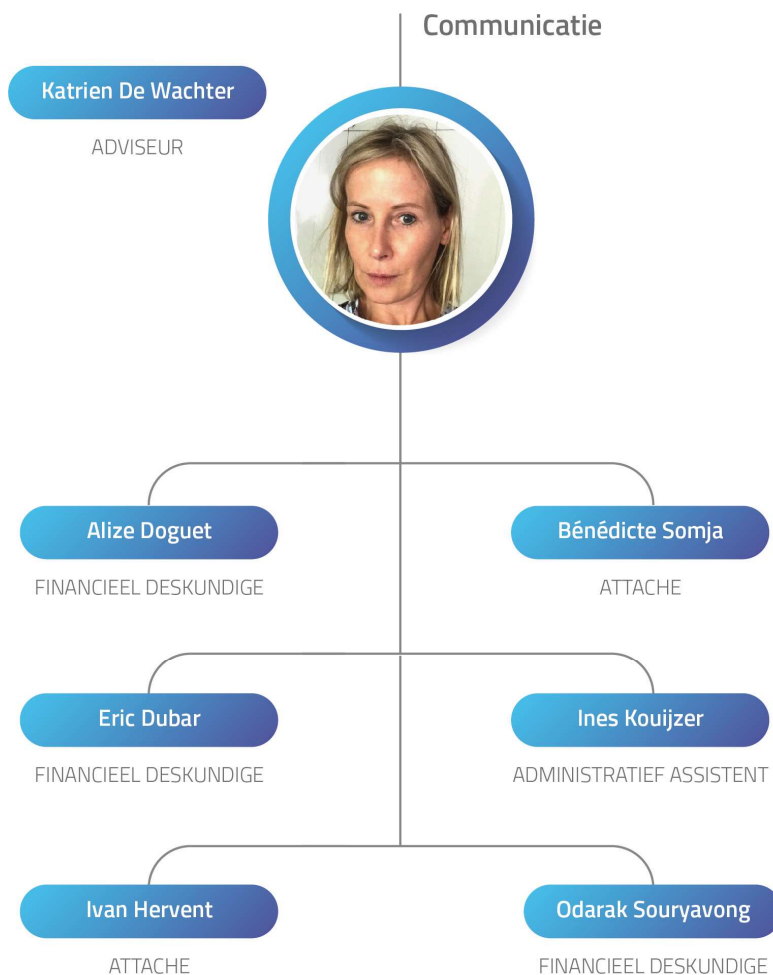 Communicatie
Katrien De Wachter
ADVISEUR
Alize Doguet
FINANCIEEL DESKUNDIGE
Bénédicte Somja
ATTACHE
Eric Dubar
FINANCIEEL DESKUNDIGE
Ines Kouijzer
ADMINISTRATIEF ASSISTENT
Ivan Hervent
ATTACHE
Odarak Souryavong
FINANCIEEL DESKUNDIGE